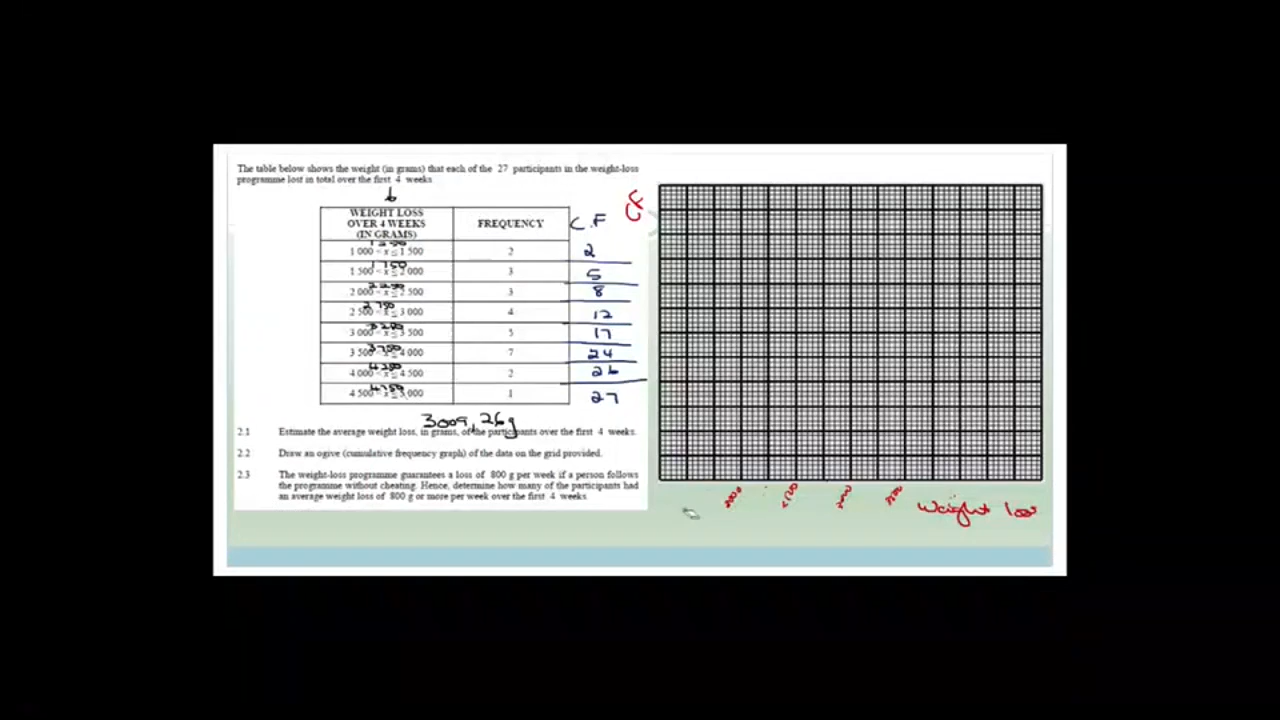 The table below shows the weight (in grams) that each of the 27 participants in the weight-loss
programme lost in total over the first 4 weeks
WEIGHT LOSS
OVER 4 WEEKS
(IN GRAMS)
FREQUENCY
C.F
1250
1 000 < x ≤ 1 500
2
2
1750
1 500 < x ≤ 2 000
3
5
2250
2 000 < x ≤ 2 500
3
8
2750
2 500 < x ≤ 3 000
4
12
3250
3 000 < x ≤ 3 500
5
17
3750
3 500 < x ≤ 4 000
7
24
4250
4 000 < x ≤ 4 500
2
26
4750
4 500 < x ≤ 5 000
1
27
3009,26g
2.1 Estimate the average weight loss, in grams, of the participants over the first 4 weeks.
2.2 Draw an ogive (cumulative frequency graph) of the data on the grid provided.
2.3 The weight-loss programme guarantees a loss of 800 g per week if a person follows
the programme without cheating. Hence, determine how many of the participants had
an average weight loss of 800 g or more per week over the first 4 weeks.
Weight loss